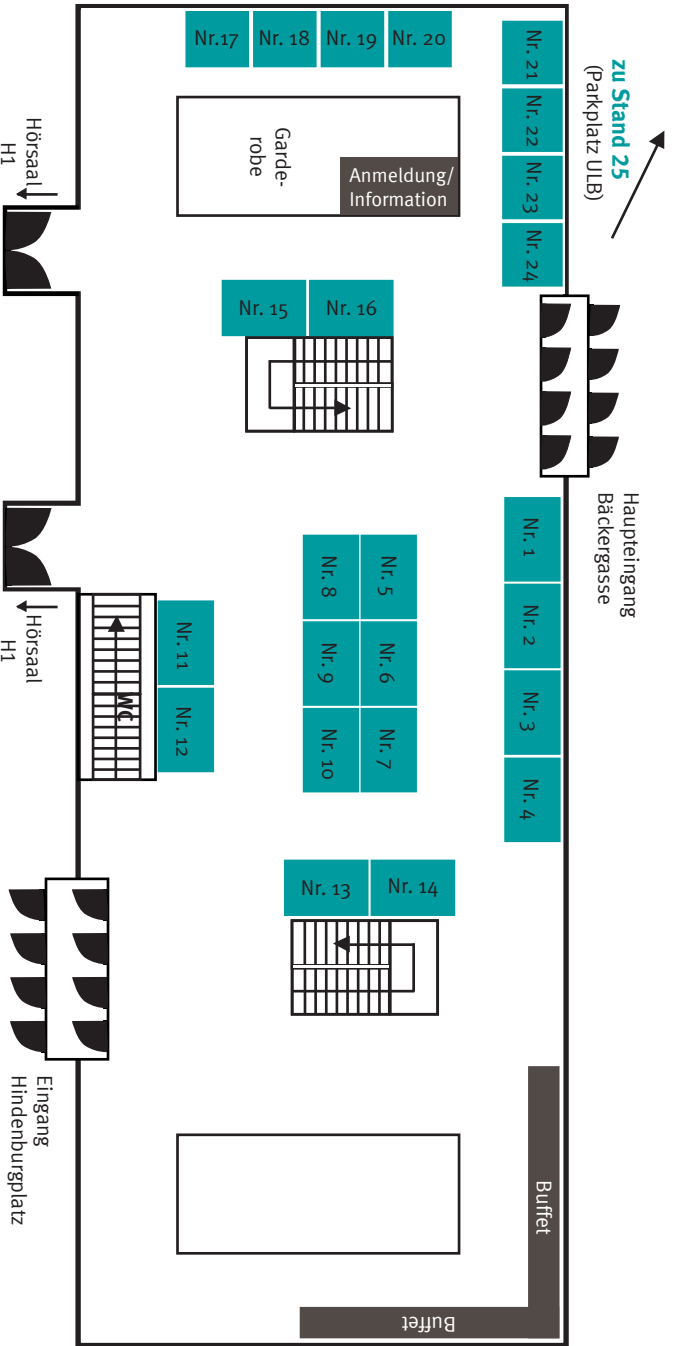 Nr.17
Nr. 18
Nr. 19
Nr. 20
Nr. 21
Nr. 22
Nr. 23
Nr. 24
zu Stand 25
(Parkplatz ULB)
Garde-
robe
Anmeldung/
Information
Hörsaal
H1
Nr. 15
Nr. 16
Haupteingang
Bäckergasse
Nr. 1
Nr. 2
Nr. 3
Nr. 4
Nr. 5
Nr. 6
Nr. 7
Nr. 8
Nr. 9
Nr. 10
Nr. 11
Nr. 12
WC
Hörsaal
H1
Nr. 13
Nr. 14
Eingang
Hindenburgplatz
Buffet
Buffet